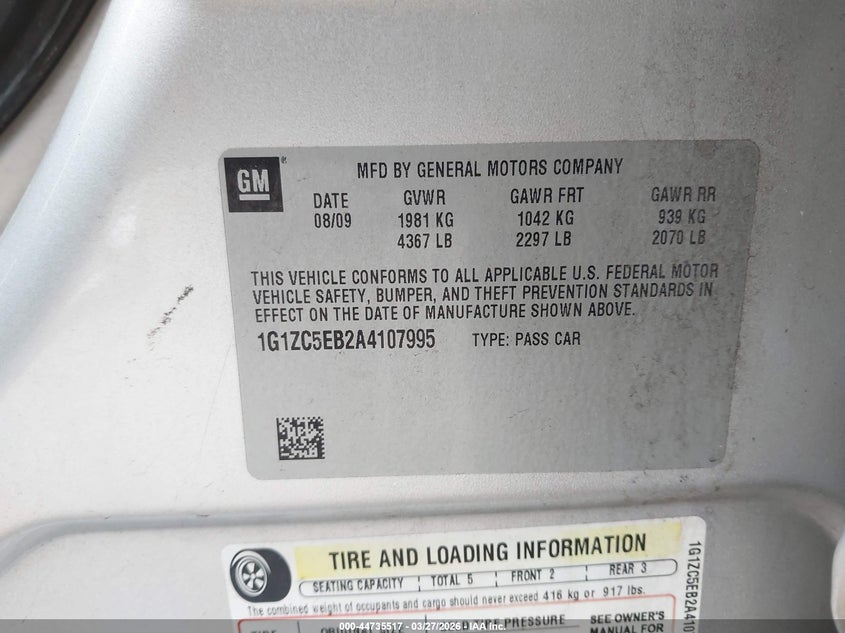 GM
MFD BY GENERAL MOTORS COMPANY
DATE GVWR GAWR FRT GAWR RR
08/09 1981 KG 1042 KG 939 KG
4367 LB 2297 LB 2070 LB
THIS VEHICLE CONFORMS TO ALL APPLICABLE U.S. FEDERAL MOTOR
VEHICLE SAFETY, BUMPER, AND THEFT PREVENTION STANDARDS IN
EFFECT ON THE DATE OF MANUFACTURE SHOWN ABOVE.
1G1ZC5EB2A4107995 TYPE: PASS CAR
TIRE AND LOADING INFORMATION
SEATING CAPACITY TOTAL 5 FRONT 2 REAR 3
The combined weight of occupants and cargo should never exceed 416 kg or 917 lbs.
PRESSURE SEE OWNER'S
MANUAL FOR
1G1ZC5EB2A410
000-44735517 — 03/27/2026 — IAA Inc.